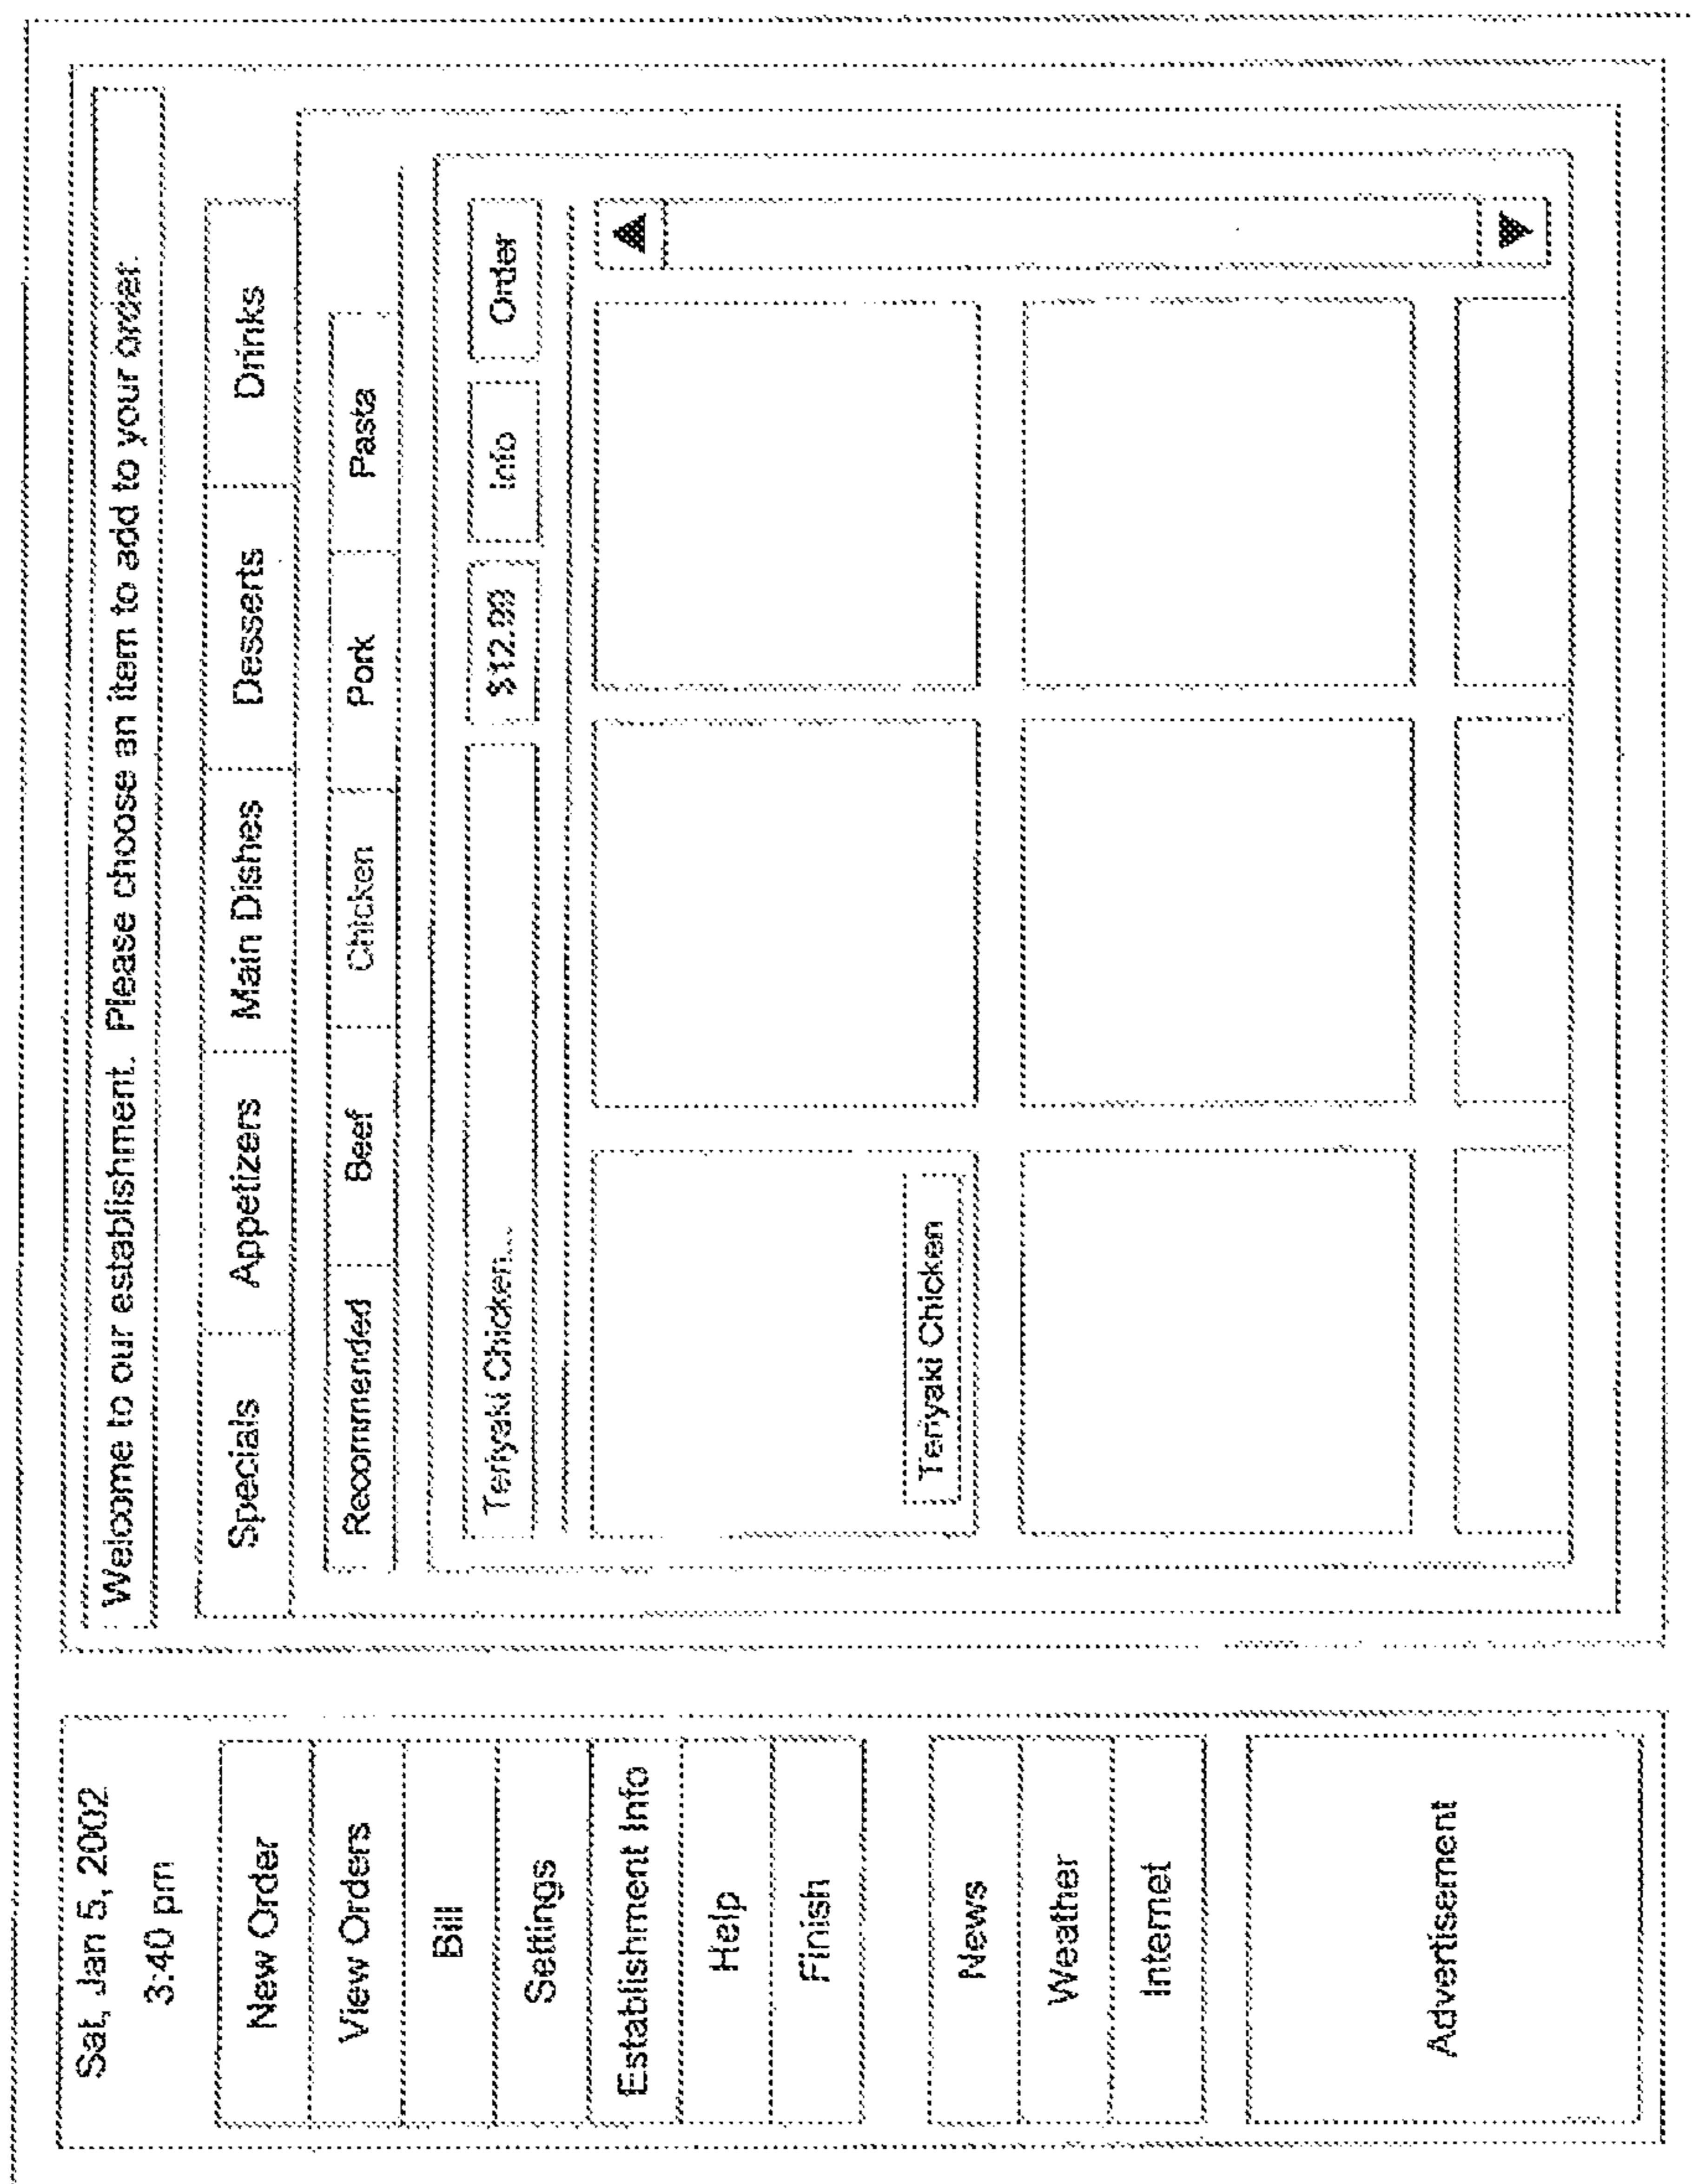 Sat, Jan 5, 2002
3:40 pm
New Order
View Orders
Bill
Settings
Establishment Info
Help
Finish
News
Weather
Internet
Advertisement
Welcome to our establishment. Please choose an item to add to your order.
Specials Appetizers Main Dishes Desserts Drinks
Recommended Beef Chicken Pork Pasta
Teriyaki Chicken... $12.99 Info Order
Teriyaki Chicken